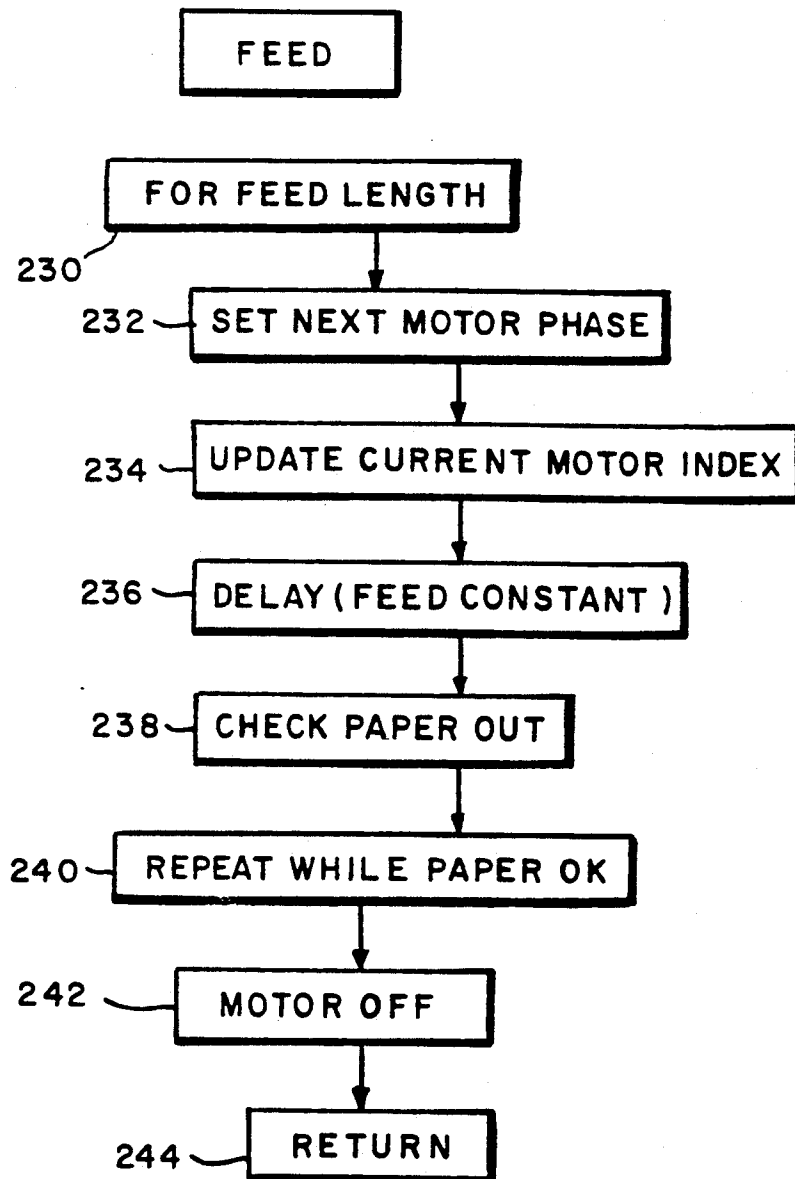 FEED
FOR FEED LENGTH
230
232 SET NEXT MOTOR PHASE
234 UPDATE CURRENT MOTOR INDEX
236 DELAY (FEED CONSTANT)
238 CHECK PAPER OUT
240 REPEAT WHILE PAPER OK
242 MOTOR OFF
244 RETURN